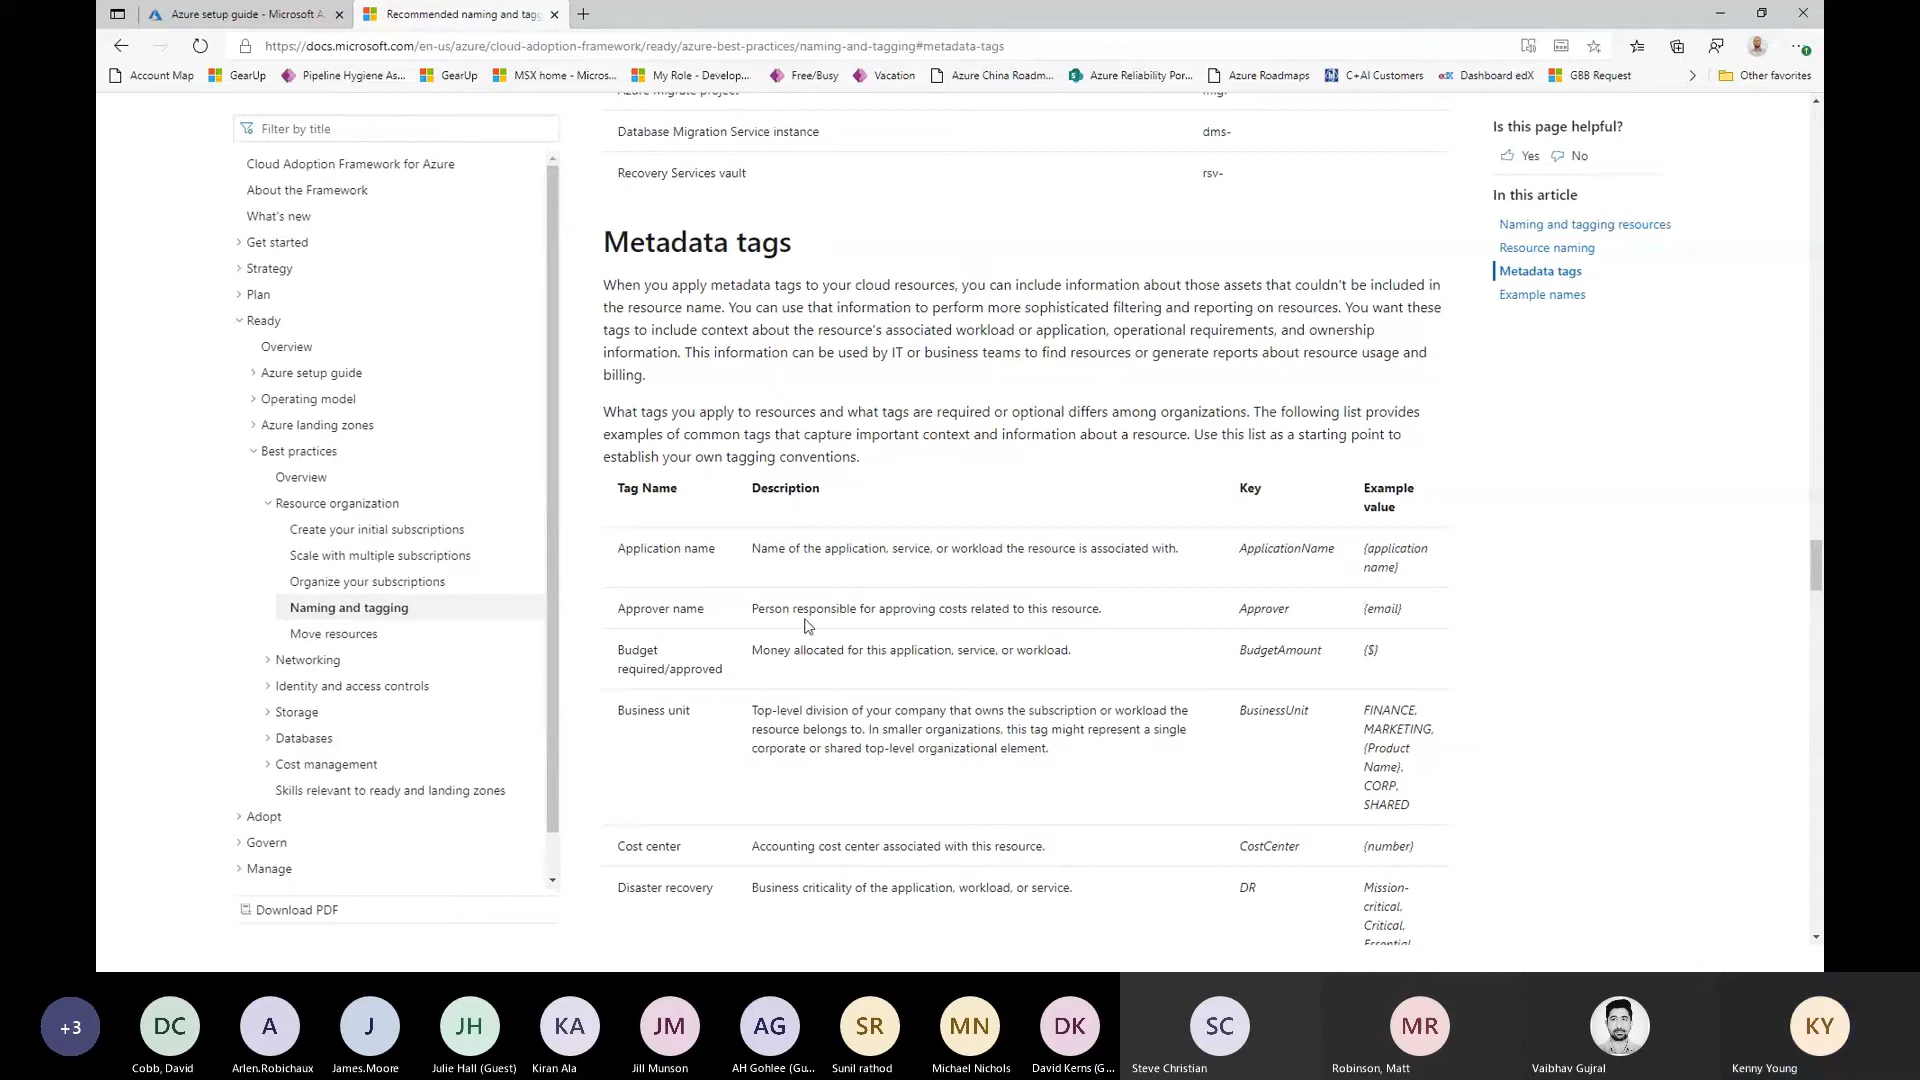 Azure setup guide - Microsoft A
Recommended naming and tagg
https://docs.microsoft.com/en-us/azure/cloud-adoption-framework/ready/azure-best-practices/naming-and-tagging#metadata-tags
Account Map
GearUp
Pipeline Hygiene As...
GearUp
MSX home - Micros...
My Role - Develop...
Free/Busy
Vacation
Azure China Roadm...
Azure Reliability Por...
Azure Roadmaps
C+AI Customers
edX Dashboard edX
GBB Request
Other favorites
Filter by title
Cloud Adoption Framework for Azure
About the Framework
What's new
Get started
Strategy
Plan
Ready
Overview
Azure setup guide
Operating model
Azure landing zones
Best practices
Overview
Resource organization
Create your initial subscriptions
Scale with multiple subscriptions
Organize your subscriptions
Naming and tagging
Move resources
Networking
Identity and access controls
Storage
Databases
Cost management
Skills relevant to ready and landing zones
Adopt
Govern
Manage
Download PDF
Azure Migrate project migr-
Database Migration Service instance dms-
Recovery Services vault rsv-
Metadata tags
When you apply metadata tags to your cloud resources, you can include information about those assets that couldn't be included in
the resource name. You can use that information to perform more sophisticated filtering and reporting on resources. You want these
tags to include context about the resource's associated workload or application, operational requirements, and ownership
information. This information can be used by IT or business teams to find resources or generate reports about resource usage and
billing.
What tags you apply to resources and what tags are required or optional differs among organizations. The following list provides
examples of common tags that capture important context and information about a resource. Use this list as a starting point to
establish your own tagging conventions.
Tag Name Description Key Example
value
Application name Name of the application, service, or workload the resource is associated with. ApplicationName {application
name}
Approver name Person responsible for approving costs related to this resource. Approver {email}
Budget Money allocated for this application, service, or workload. BudgetAmount {$}
required/approved
Business unit Top-level division of your company that owns the subscription or workload the BusinessUnit FINANCE,
resource belongs to. In smaller organizations, this tag might represent a single MARKETING,
corporate or shared top-level organizational element. {Product
Name},
CORP,
SHARED
Cost center Accounting cost center associated with this resource. CostCenter {number}
Disaster recovery Business criticality of the application, workload, or service. DR Mission-
critical,
Critical,
Essential
Is this page helpful?
Yes No
In this article
Naming and tagging resources
Resource naming
Metadata tags
Example names
+3
DC
A
J
JH
KA
JM
AG
SR
MN
DK
SC
MR
KY
Cobb, David
Arlen.Robichaux
James.Moore
Julie Hall (Guest)
Kiran Ala
Jill Munson
AH Gohlee (Gu...
Sunil rathod
Michael Nichols
David Kerns (G...
Steve Christian
Robinson, Matt
Vaibhav Gujral
Kenny Young